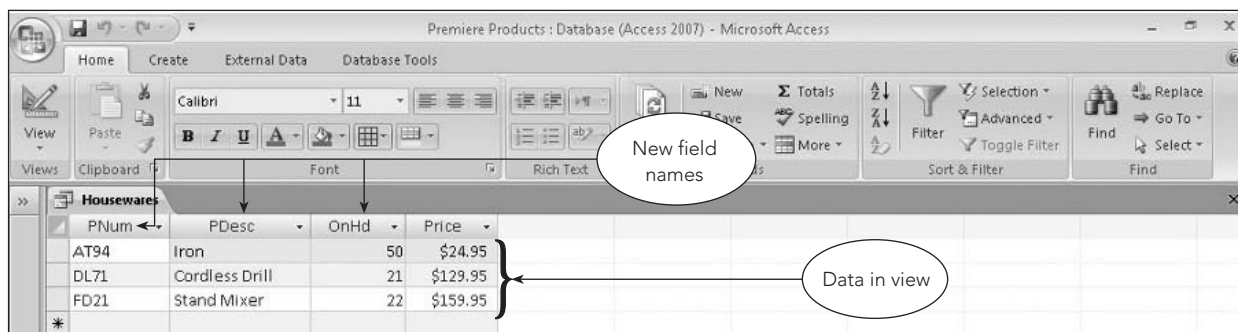 Premiere Products : Database (Access 2007) - Microsoft Access
Home Create External Data Database Tools
Calibri 11 New Σ Totals Selection Replace
View Paste B I U A Save Spelling Filter Advanced Find Go To
More Toggle Filter Select
Views Clipboard Font Rich Text Sort & Filter Find
New field
names
Housewares
PNum PDesc OnHd Price
AT94 Iron 50 $24.95
DL71 Cordless Drill 21 $129.95
FD21 Stand Mixer 22 $159.95
Data in view